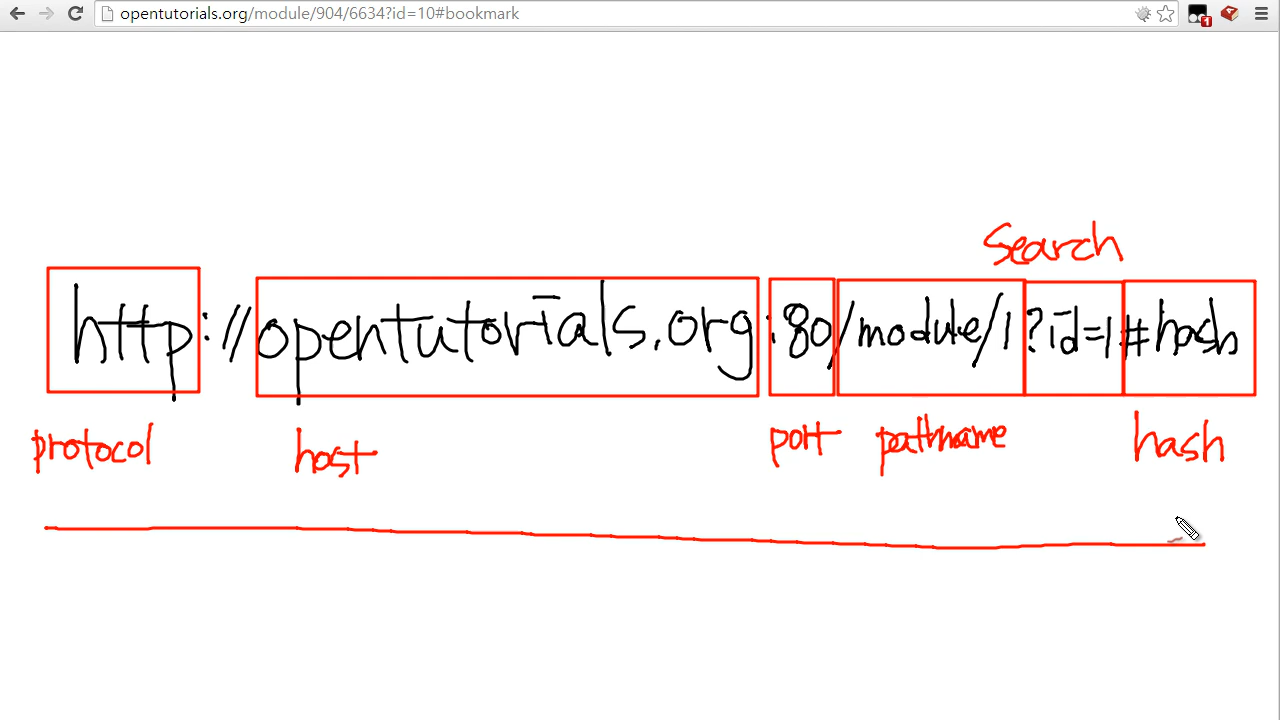 opentutorials.org/module/904/6634?id=10#bookmark
1
search
http://opentutorials.org:80/module/1?id=1#hash
protocol host port pathname hash